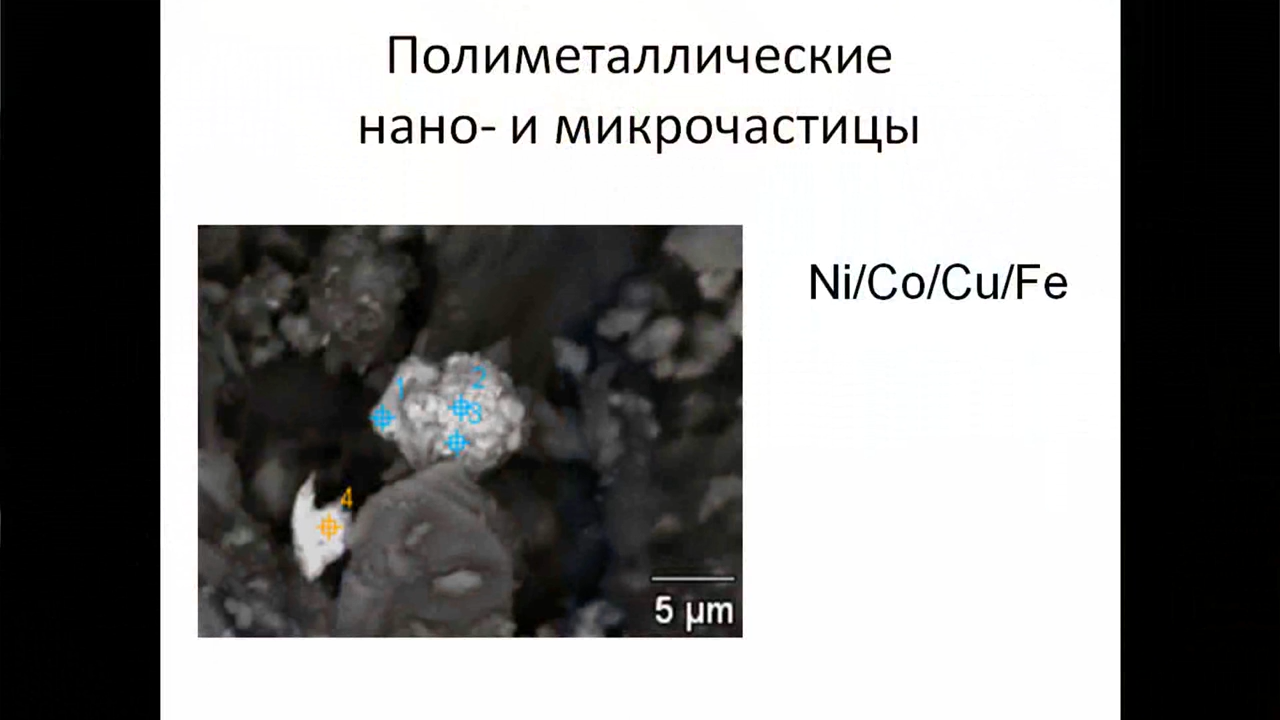 Полиметаллические
нано- и микрочастицы
Ni/Co/Cu/Fe
1
2
3
4
5 µm